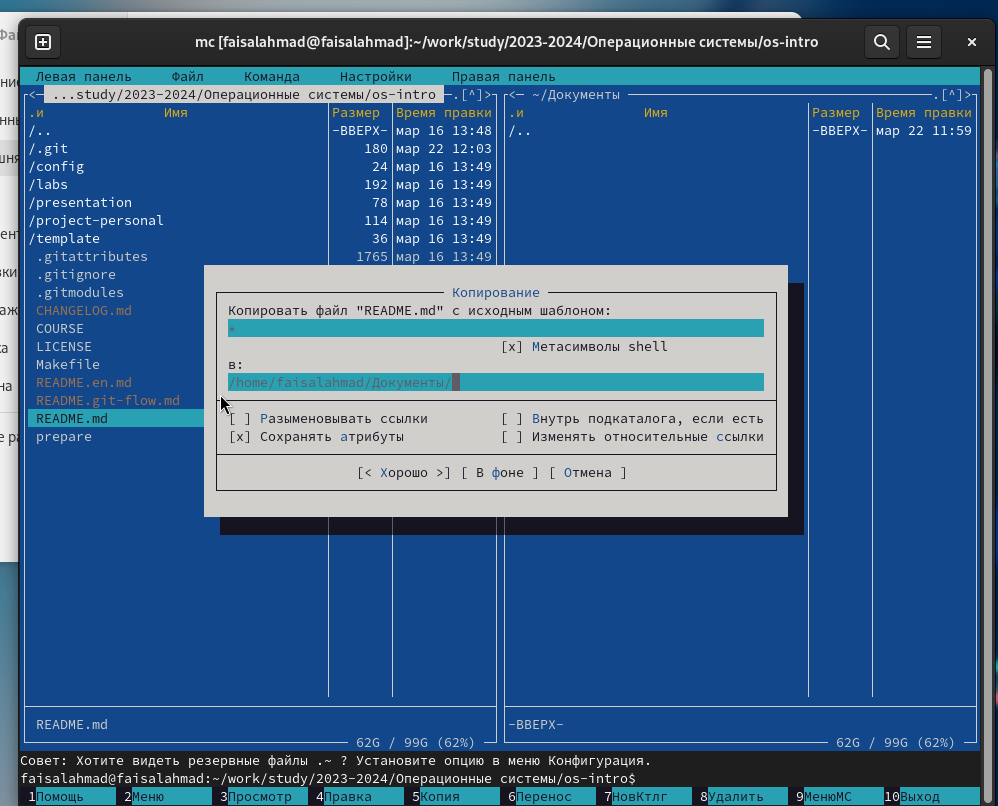 mc [faisalahmad@faisalahmad]:~/work/study/2023-2024/Операционные системы/os-intro
Левая панель Файл Команда Настройки Правая панель
<— ...study/2023-2024/Операционные системы/os-intro —.[^]> <— ~/Документы —.[^]>
.и Имя Размер Время правки .и Имя Размер Время правки
/.. -ВВЕРХ- мар 16 13:48 /.. -ВВЕРХ- мар 22 11:59
/.git 180 мар 22 12:03
/config 24 мар 16 13:49
/labs 192 мар 16 13:49
/presentation 78 мар 16 13:49
/project-personal 114 мар 16 13:49
/template 36 мар 16 13:49
.gitattributes 1765 мар 16 13:49
.gitignore
.gitmodules
CHANGELOG.md
COURSE
LICENSE
Makefile
README.en.md
README.git-flow.md
README.md
prepare
Копирование
Копировать файл "README.md" с исходным шаблоном:
*
[x] Метасимволы shell
в:
/home/faisalahmad/Документы/
[ ] Разыменовывать ссылки [ ] Внутрь подкаталога, если есть
[x] Сохранять атрибуты [ ] Изменять относительные ссылки
[< Хорошо >] [ В фоне ] [ Отмена ]
README.md -ВВЕРХ-
62G / 99G (62%) 62G / 99G (62%)
Совет: Хотите видеть резервные файлы .~ ? Установите опцию в меню Конфигурация.
faisalahmad@faisalahmad:~/work/study/2023-2024/Операционные системы/os-intro$
1Помощь 2Меню 3Просмотр 4Правка 5Копия 6Перенос 7НовКтлг 8Удалить 9МенюМС 10Выход